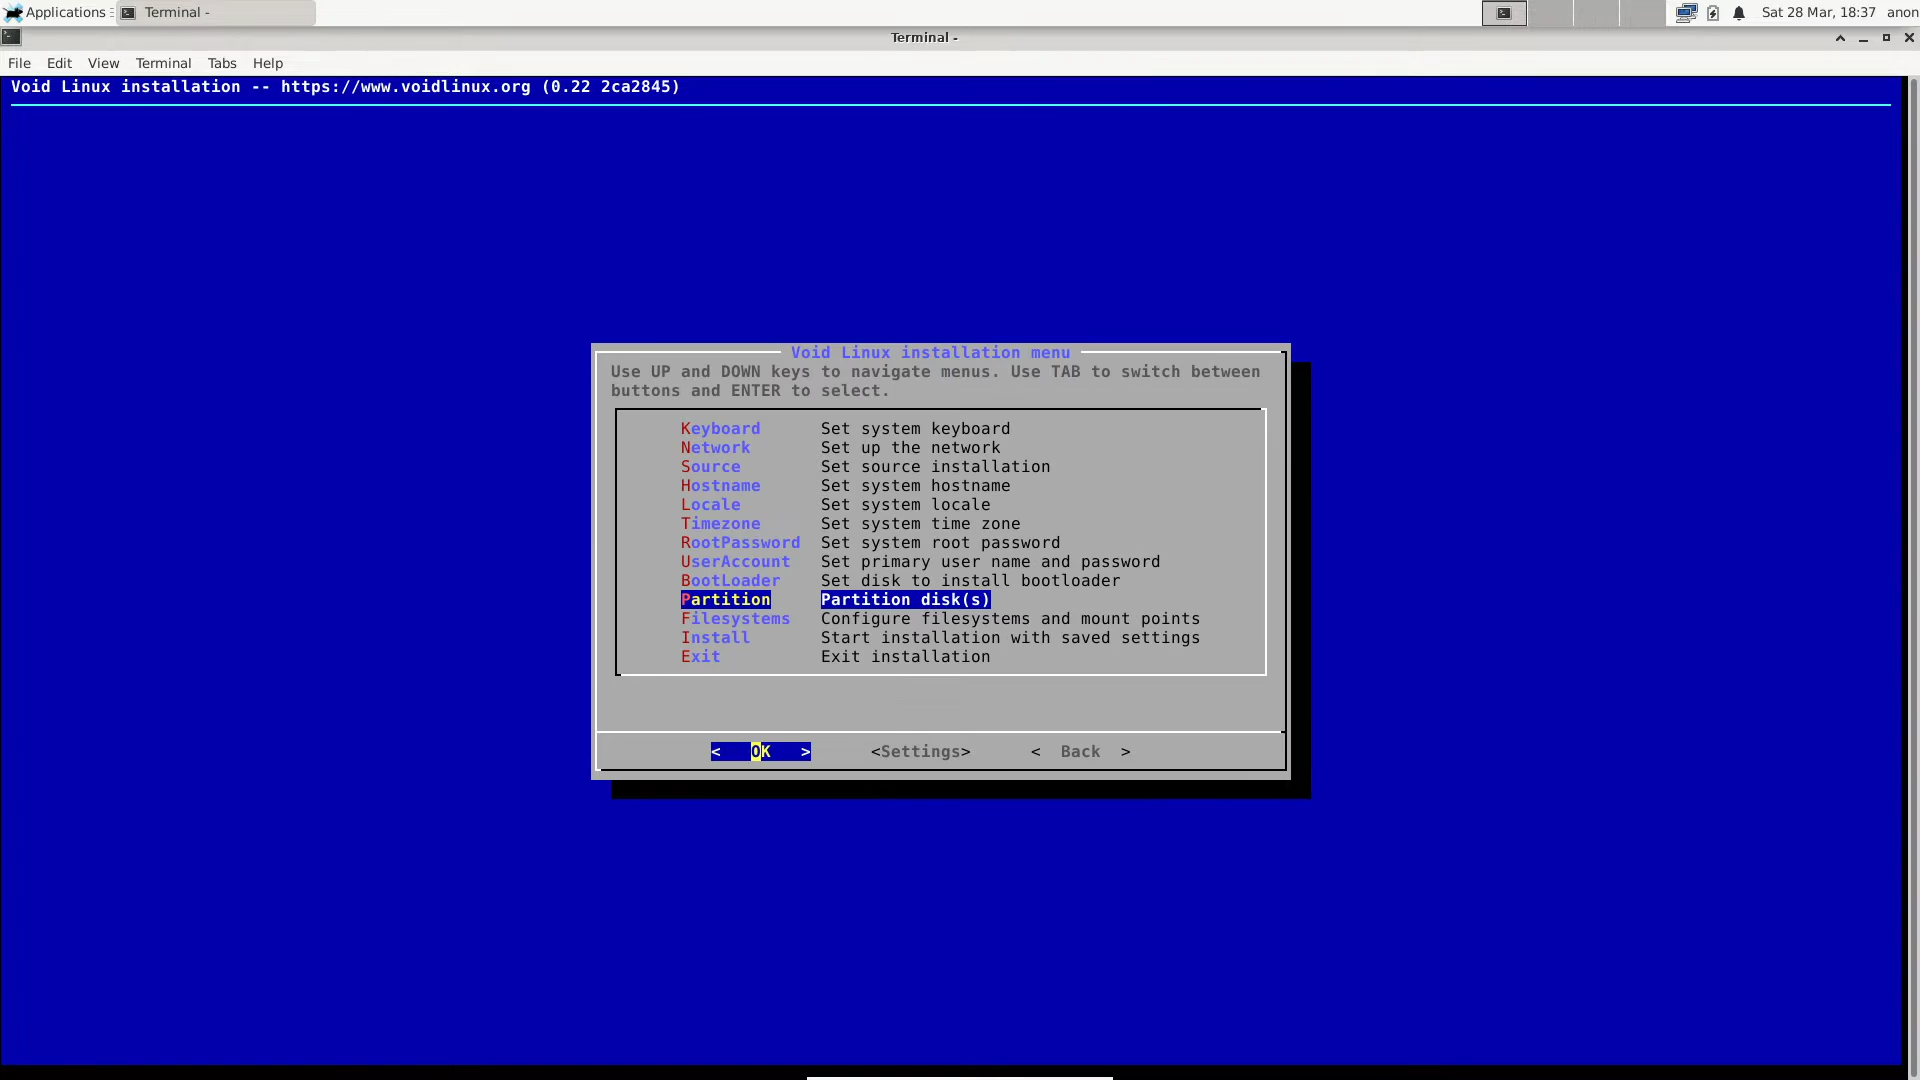 Applications Terminal - Sat 28 Mar, 18:37 anon
Terminal -
File Edit View Terminal Tabs Help
Void Linux installation -- https://www.voidlinux.org (0.22 2ca2845)
Void Linux installation menu
Use UP and DOWN keys to navigate menus. Use TAB to switch between
buttons and ENTER to select.
Keyboard Set system keyboard
Network Set up the network
Source Set source installation
Hostname Set system hostname
Locale Set system locale
Timezone Set system time zone
RootPassword Set system root password
UserAccount Set primary user name and password
BootLoader Set disk to install bootloader
Partition Partition disk(s)
Filesystems Configure filesystems and mount points
Install Start installation with saved settings
Exit Exit installation
< OK > <Settings> < Back >